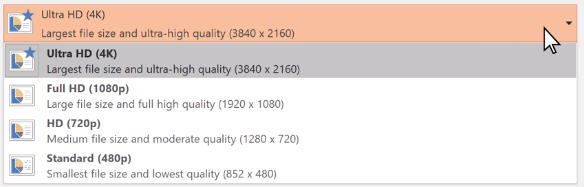 Ultra HD (4K)
Largest file size and ultra-high quality (3840 x 2160)
Ultra HD (4K)
Largest file size and ultra-high quality (3840 x 2160)
Full HD (1080p)
Large file size and full high quality (1920 x 1080)
HD (720p)
Medium file size and moderate quality (1280 x 720)
Standard (480p)
Smallest file size and lowest quality (852 x 480)